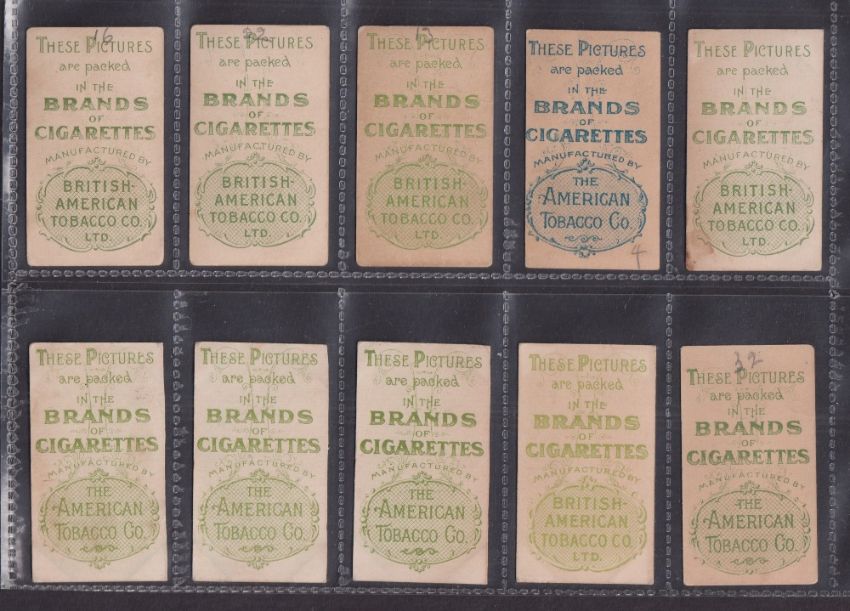 16
THESE PICTURES
are packed
IN THE
BRANDS
OF
CIGARETTES
MANUFACTURED BY
BRITISH-
AMERICAN
TOBACCO CO.
LTD.
22
THESE PICTURES
are packed
IN THE
BRANDS
OF
CIGARETTES
MANUFACTURED BY
BRITISH-
AMERICAN
TOBACCO CO.
LTD.
THESE PICTURES
are packed
IN THE
BRANDS
OF
CIGARETTES
MANUFACTURED BY
BRITISH-
AMERICAN
TOBACCO CO.
LTD.
THESE PICTURES
are packed
IN THE
BRANDS
OF
CIGARETTES
MANUFACTURED BY
THE
AMERICAN
TOBACCO CO.
4
THESE PICTURES
are packed
IN THE
BRANDS
OF
CIGARETTES
MANUFACTURED BY
BRITISH-
AMERICAN
TOBACCO CO.
LTD.
THESE PICTURES
are packed
IN THE
BRANDS
OF
CIGARETTES
MANUFACTURED BY
THE
AMERICAN
TOBACCO CO.
THESE PICTURES
are packed
IN THE
BRANDS
OF
CIGARETTES
MANUFACTURED BY
THE
AMERICAN
TOBACCO CO.
THESE PICTURES
are packed
IN THE
BRANDS
OF
CIGARETTES
MANUFACTURED BY
THE
AMERICAN
TOBACCO CO.
THESE PICTURES
are packed
IN THE
BRANDS
OF
CIGARETTES
MANUFACTURED BY
BRITISH-
AMERICAN
TOBACCO CO.
LTD.
32
THESE PICTURES
are packed
IN THE
BRANDS
OF
CIGARETTES
MANUFACTURED BY
THE
AMERICAN
TOBACCO CO.